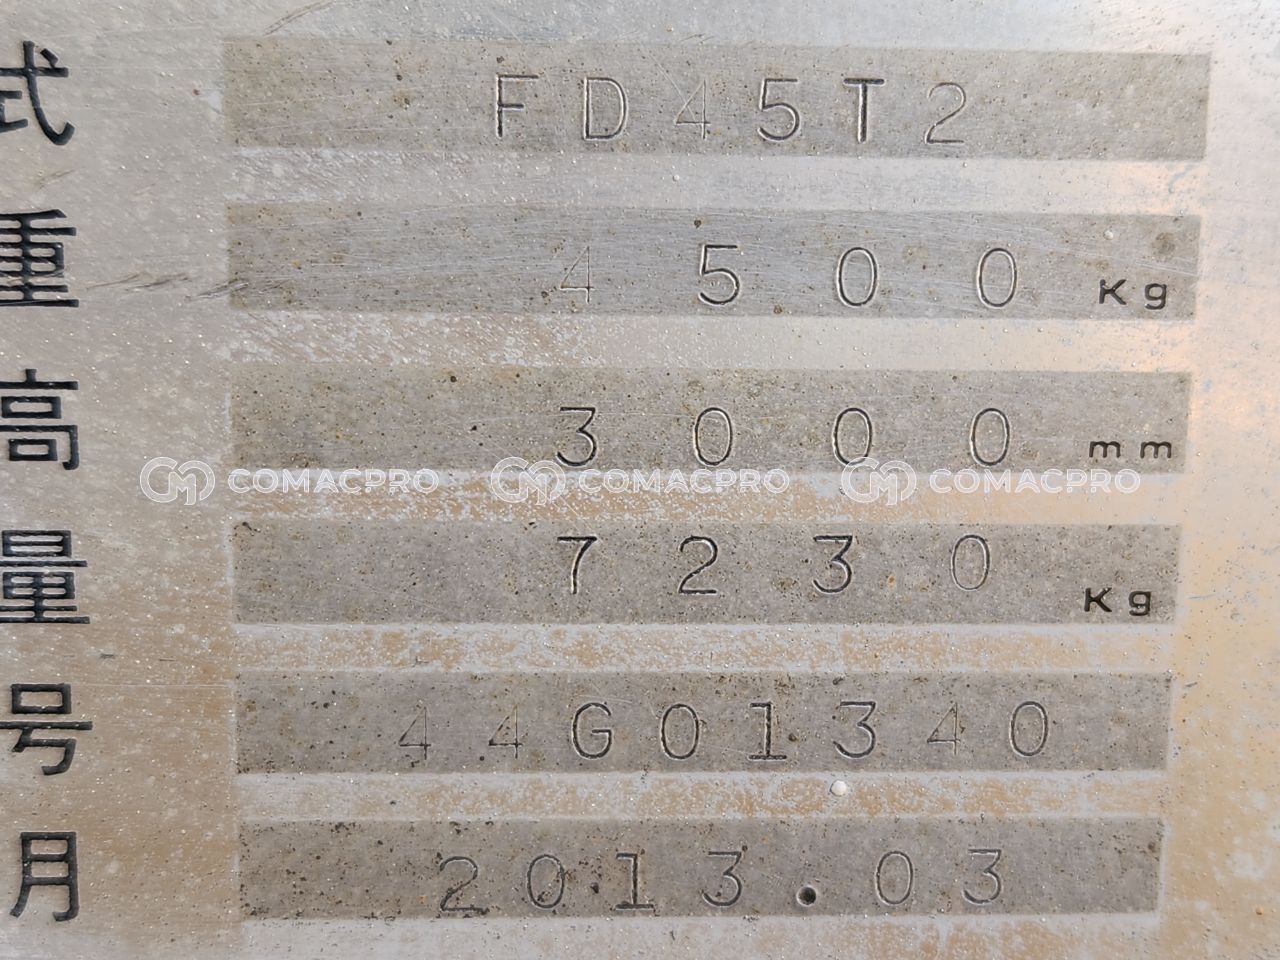 式 FD45T2
重 4500 Kg
高 3000 mm
COMACPRO COMACPRO COMACPRO
量 7230 Kg
号 44G01340
月 2013.03